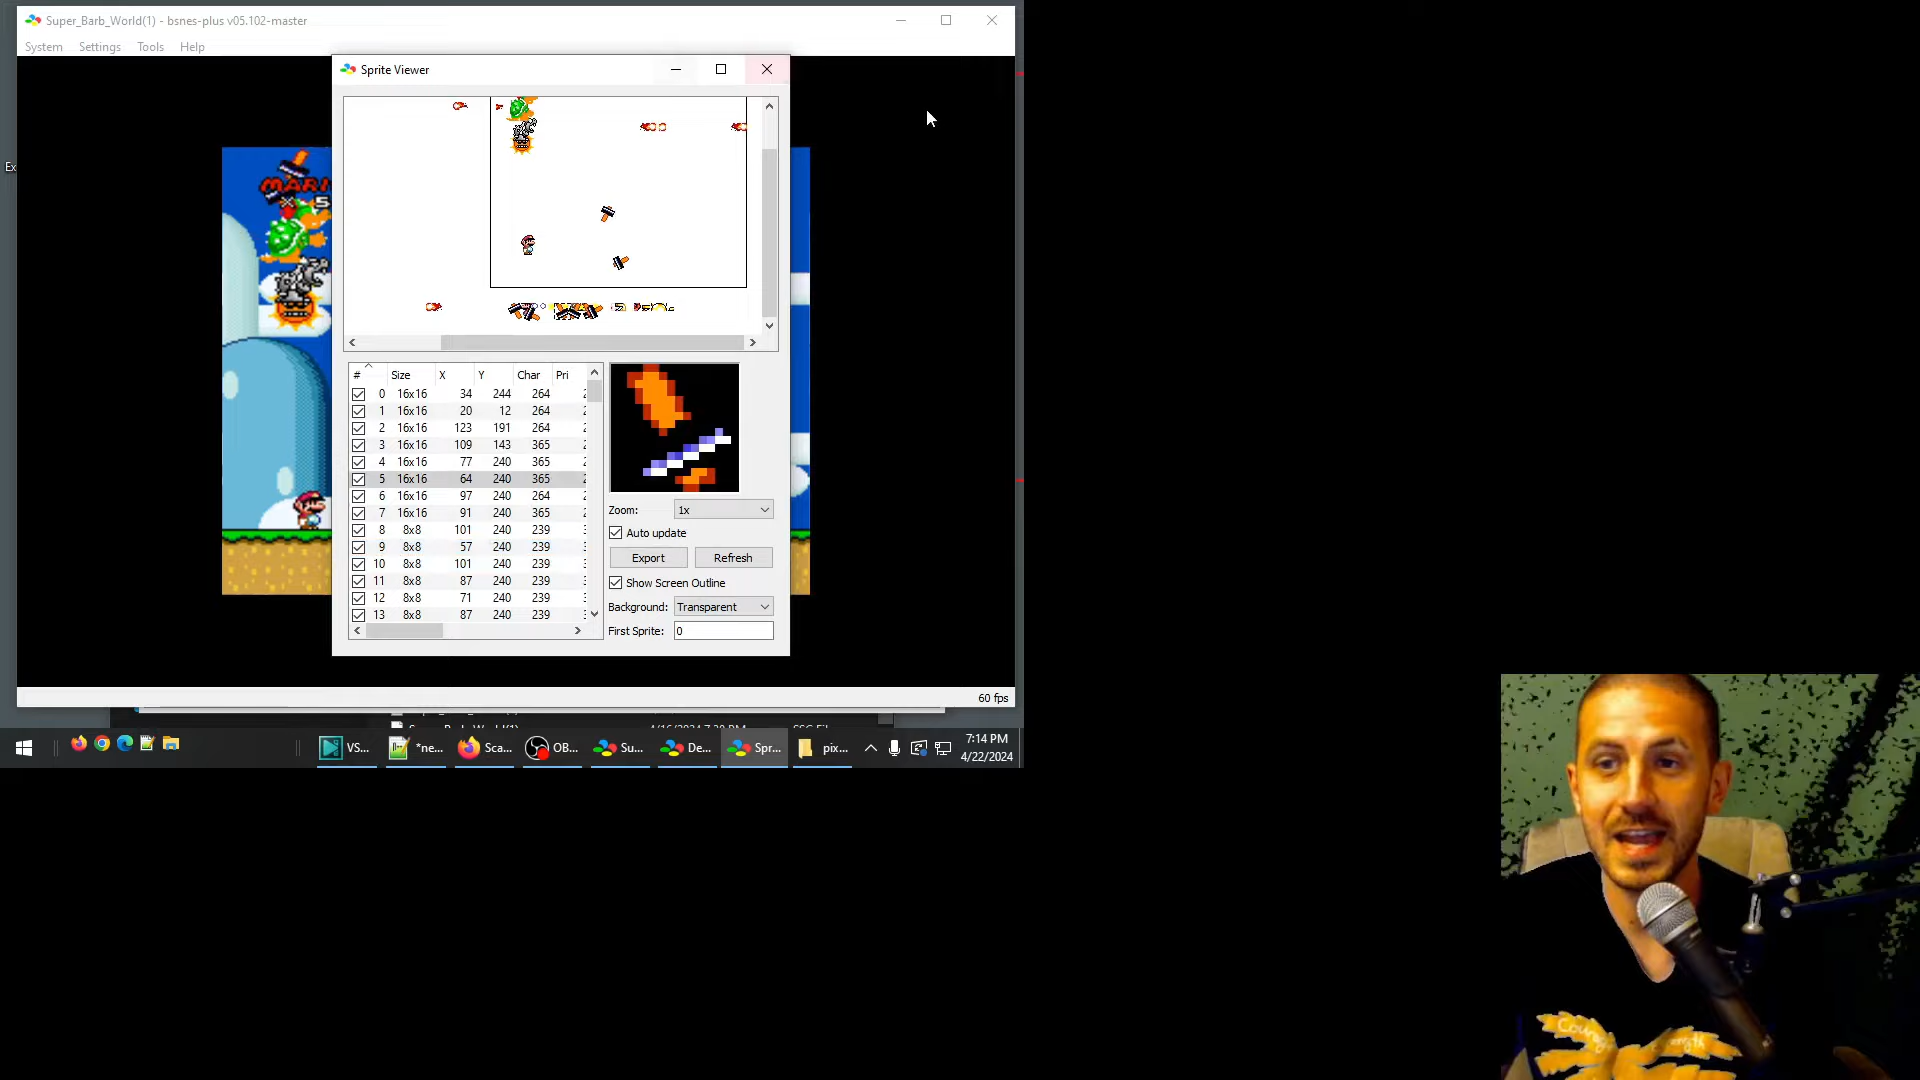 Super_Barb_World(1) - bsnes-plus v05.102-master
System Settings Tools Help
Sprite Viewer
Ex
MARI
× 5
# Size X Y Char Pri
0 16x16 34 244 264
1 16x16 20 12 264
2 16x16 123 191 264
3 16x16 109 143 365
4 16x16 77 240 365
5 16x16 64 240 365
6 16x16 97 240 264
7 16x16 91 240 365
8 8x8 101 240 239
9 8x8 57 240 239
10 8x8 101 240 239
11 8x8 87 240 239
12 8x8 71 240 239
13 8x8 87 240 239
Zoom: 1x
Auto update
Export Refresh
Show Screen Outline
Background: Transparent
First Sprite: 0
60 fps
VS... *ne... Sca... OB... Su... De... Spr... pix...
7:14 PM
4/22/2024